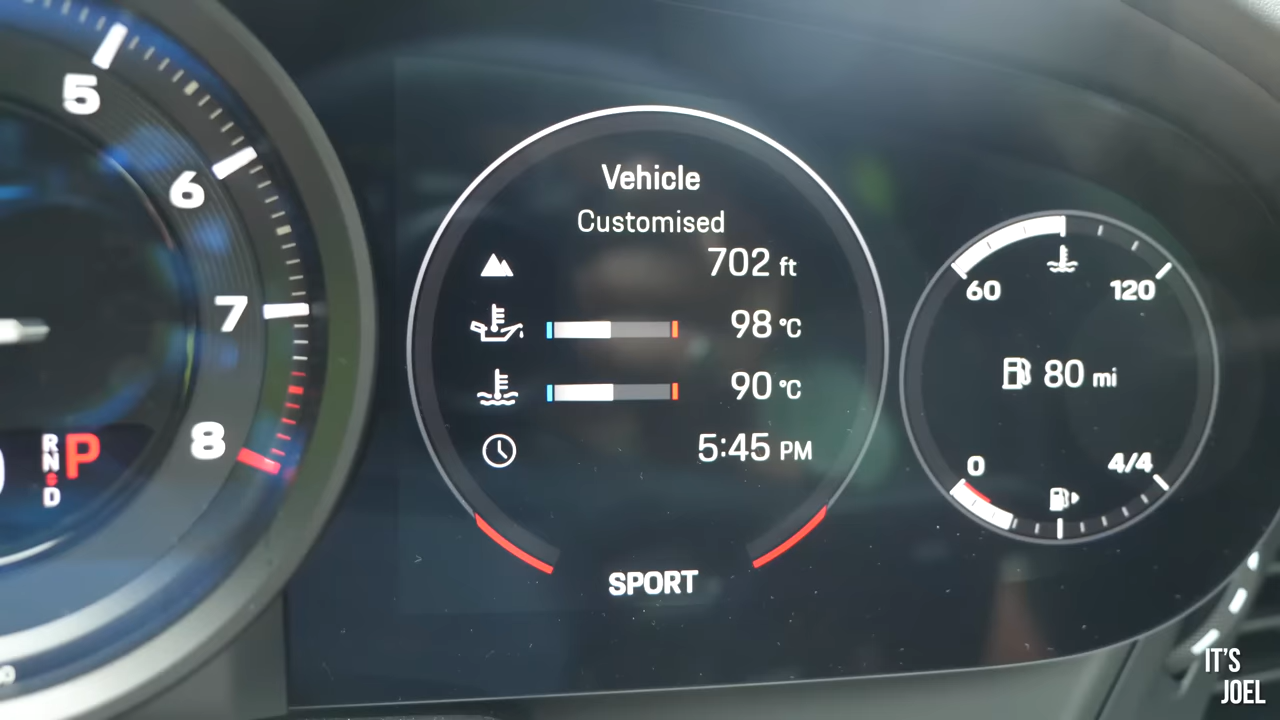 5
6
7
8
R
N
D
P
Vehicle
Customised
702 ft
98 °C
90 °C
5:45 PM
SPORT
60
120
80 mi
0
4/4
IT'S
JOEL